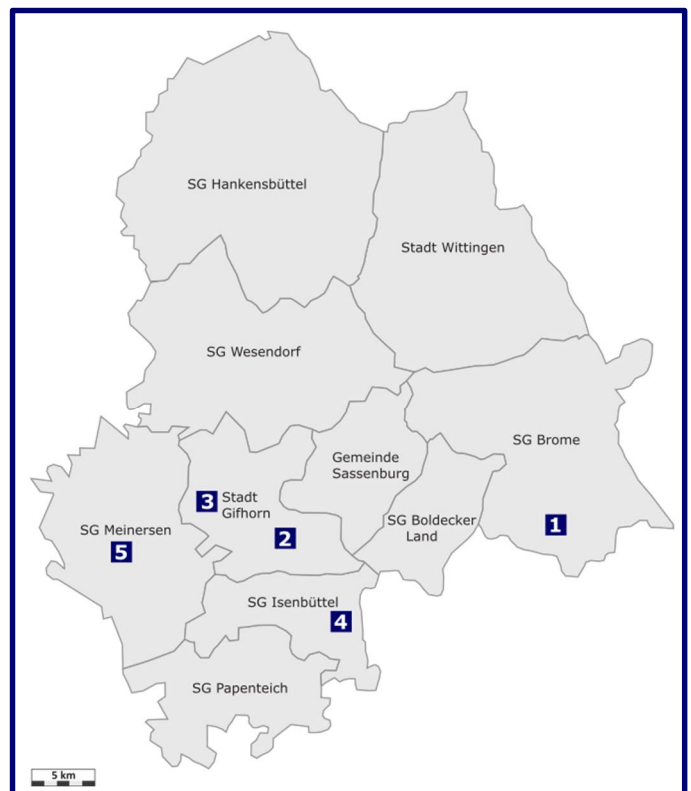 SG Hankensbüttel
Stadt Wittingen
SG Wesendorf
SG Brome
Gemeinde
Sassenburg
3
Stadt
Gifhorn
SG Boldecker
Land
1
2
SG Meinersen
5
SG Isenbüttel
4
SG Papenteich
5 km